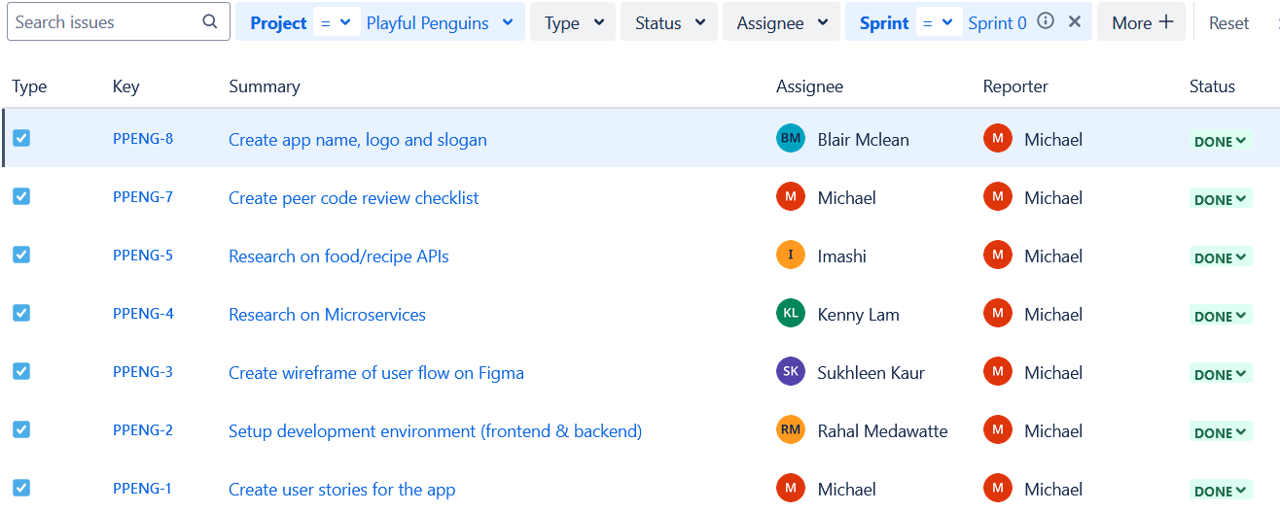 Search issues Project = Playful Penguins Type Status Assignee Sprint = Sprint 0 More + Reset
Type Key Summary Assignee Reporter Status
PPENG-8 Create app name, logo and slogan BM Blair Mclean M Michael DONE
PPENG-7 Create peer code review checklist M Michael M Michael DONE
PPENG-5 Research on food/recipe APIs I Imashi M Michael DONE
PPENG-4 Research on Microservices KL Kenny Lam M Michael DONE
PPENG-3 Create wireframe of user flow on Figma SK Sukhleen Kaur M Michael DONE
PPENG-2 Setup development environment (frontend & backend) RM Rahal Medawatte M Michael DONE
PPENG-1 Create user stories for the app M Michael M Michael DONE